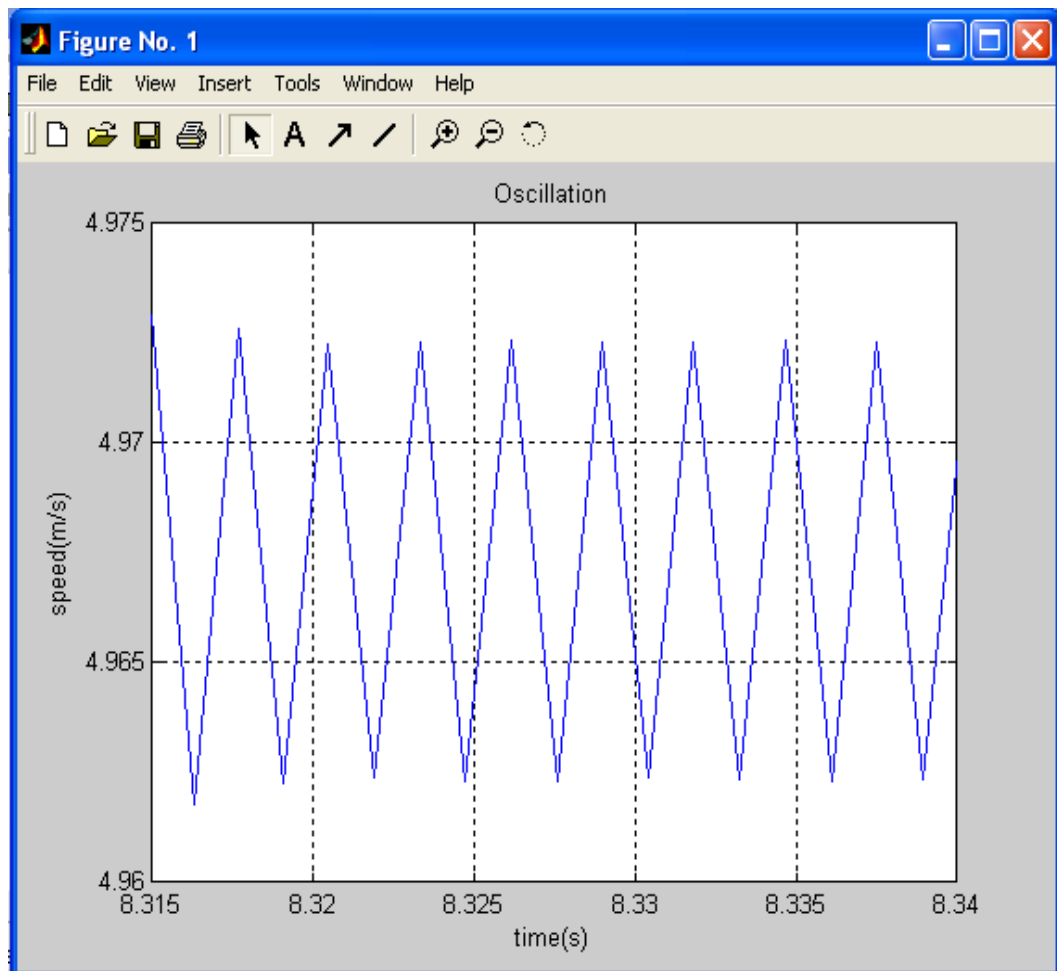 Figure No. 1
File Edit View Insert Tools Window Help
A
Oscillation
4.975
4.97
4.965
4.96
speed(m/s)
8.315 8.32 8.325 8.33 8.335 8.34
time(s)